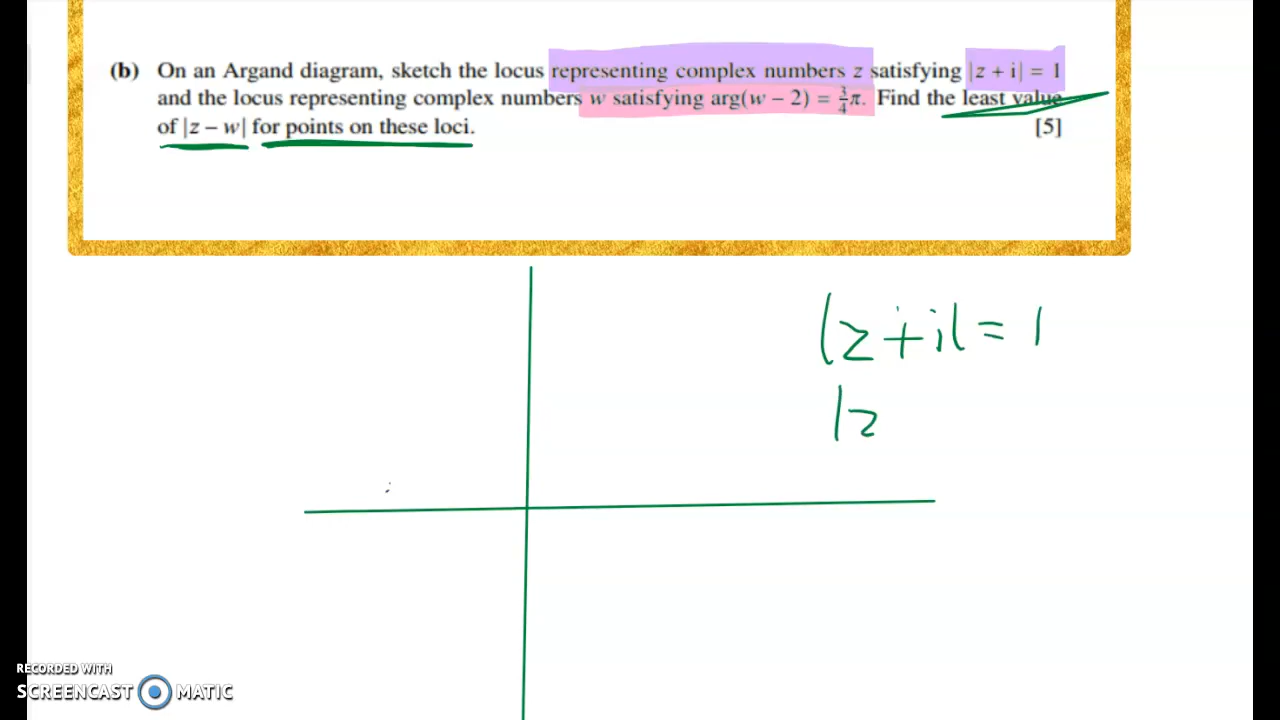 (b) On an Argand diagram, sketch the locus representing complex numbers z satisfying |z + i| = 1
and the locus representing complex numbers w satisfying arg(w − 2) = ¾π. Find the least value
of |z − w| for points on these loci. [5]
|z+i| = 1
|z
RECORDED WITH
SCREENCAST MATIC